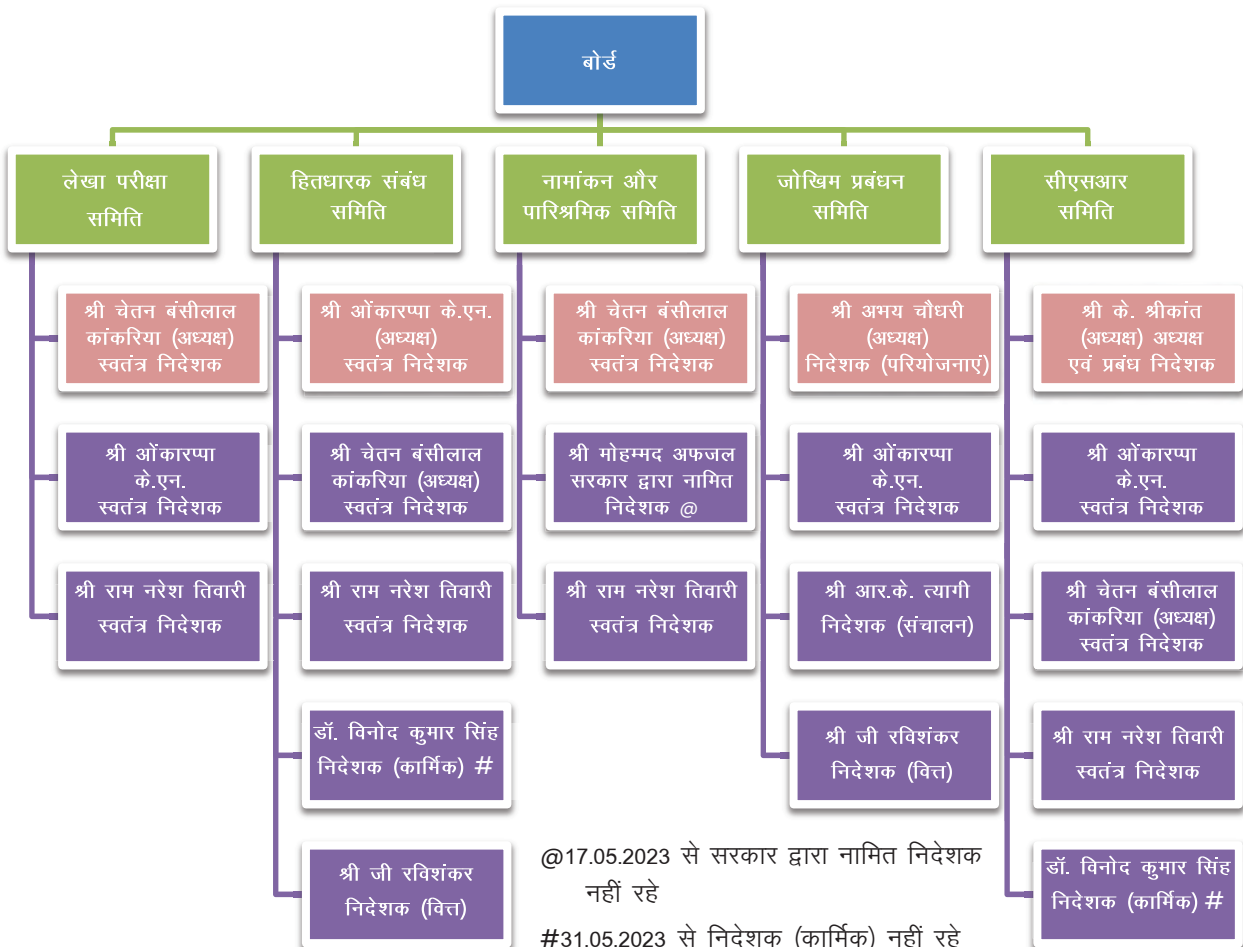 बोर्ड
लेखा परीक्षा
समिति
हितधारक संबंध
समिति
नामांकन और
पारिश्रमिक समिति
जोखिम प्रबंधन
समिति
सीएसआर
समिति
श्री चेतन बंसीलाल
कांकरिया (अध्यक्ष)
स्वतंत्र निदेशक
श्री ओंकारप्पा
के.एन.
स्वतंत्र निदेशक
श्री राम नरेश तिवारी
स्वतंत्र निदेशक
श्री ओंकारप्पा के.एन.
(अध्यक्ष)
स्वतंत्र निदेशक
श्री चेतन बंसीलाल
कांकरिया (अध्यक्ष)
स्वतंत्र निदेशक
श्री राम नरेश तिवारी
स्वतंत्र निदेशक
डॉ. विनोद कुमार सिंह
निदेशक (कार्मिक) #
श्री जी रविशंकर
निदेशक (वित्त)
श्री चेतन बंसीलाल
कांकरिया (अध्यक्ष)
स्वतंत्र निदेशक
श्री मोहम्मद अफजल
सरकार द्वारा नामित
निदेशक @
श्री राम नरेश तिवारी
स्वतंत्र निदेशक
श्री अभय चौधरी
(अध्यक्ष)
निदेशक (परियोजनाएं)
श्री ओंकारप्पा
के.एन.
स्वतंत्र निदेशक
श्री आर.के. त्यागी
निदेशक (संचालन)
श्री जी रविशंकर
निदेशक (वित्त)
श्री के. श्रीकांत
(अध्यक्ष) अध्यक्ष
एवं प्रबंध निदेशक
श्री ओंकारप्पा
के.एन.
स्वतंत्र निदेशक
श्री चेतन बंसीलाल
कांकरिया (अध्यक्ष)
स्वतंत्र निदेशक
श्री राम नरेश तिवारी
स्वतंत्र निदेशक
डॉ. विनोद कुमार सिंह
निदेशक (कार्मिक) #
@17.05.2023 से सरकार द्वारा नामित निदेशक
नहीं रहे
#31.05.2023 से निदेशक (कार्मिक) नहीं रहे